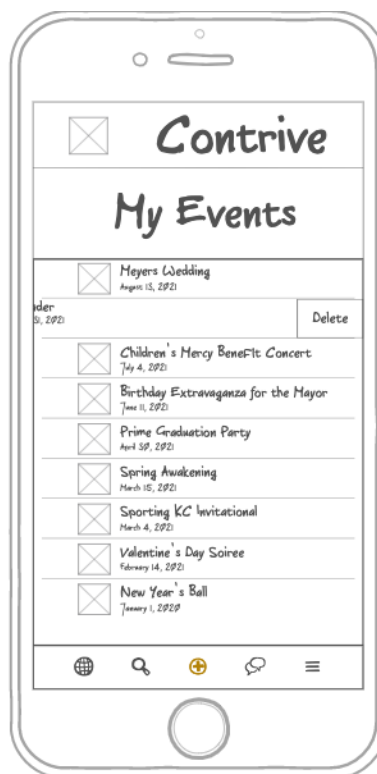 Contrive
My Events
Meyers Wedding
August 13, 2021
Delete
Children's Mercy Benefit Concert
July 4, 2021
Birthday Extravaganza for the Mayor
June 11, 2021
Prime Graduation Party
April 30, 2021
Spring Awakening
March 15, 2021
Sporting KC Invitational
March 4, 2021
Valentine's Day Soiree
February 14, 2021
New Year's Ball
January 1, 2020